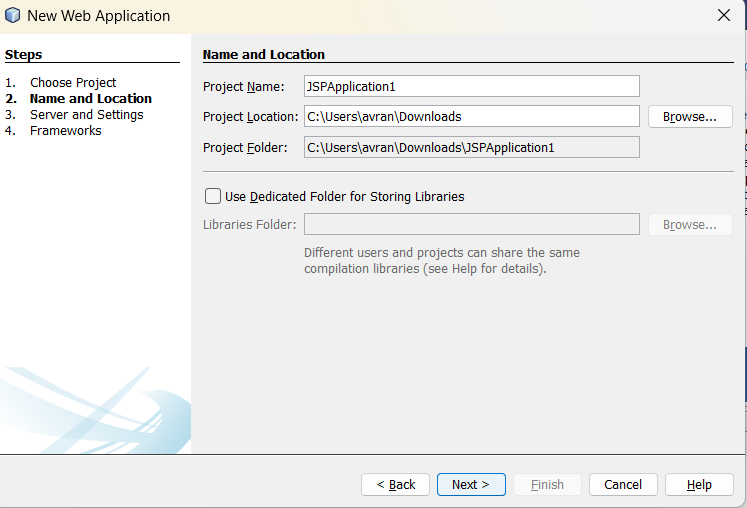 New Web Application
Steps
1. Choose Project
2. Name and Location
3. Server and Settings
4. Frameworks
Name and Location
Project Name: JSPApplication1
Project Location: C:\Users\avran\Downloads Browse...
Project Folder: C:\Users\avran\Downloads\JSPApplication1
Use Dedicated Folder for Storing Libraries
Libraries Folder: Browse...
Different users and projects can share the same
compilation libraries (see Help for details).
< Back Next > Finish Cancel Help